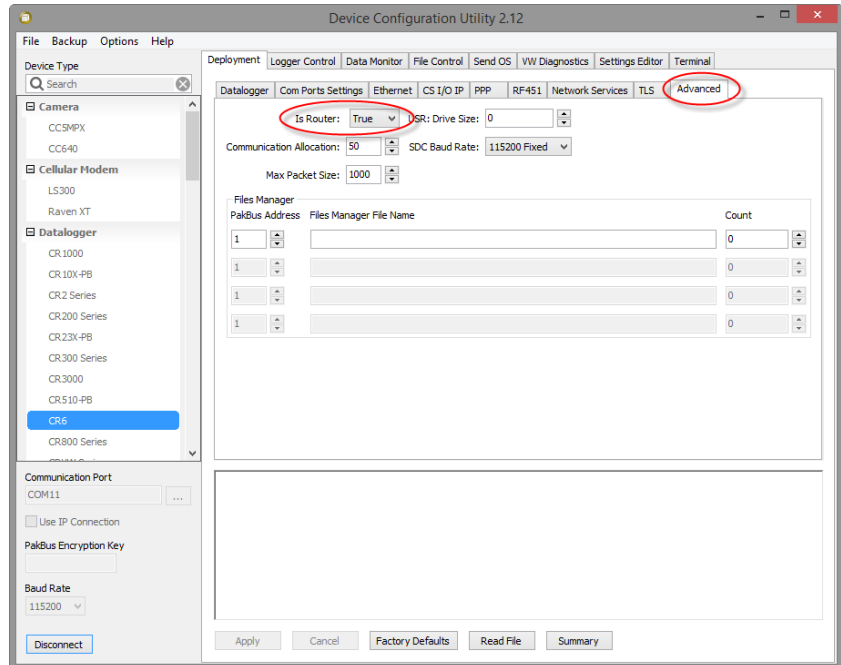 Device Configuration Utility 2.12
File Backup Options Help
Device Type
Search
Camera
CC5MPX
CC640
Cellular Modem
LS300
Raven XT
Datalogger
CR1000
CR10X-PB
CR2 Series
CR200 Series
CR23X-PB
CR300 Series
CR3000
CR510-PB
CR6
CR800 Series
Communication Port
COM11
...
Use IP Connection
PakBus Encryption Key
Baud Rate
115200
Disconnect
Deployment Logger Control Data Monitor File Control Send OS VW Diagnostics Settings Editor Terminal
Datalogger Com Ports Settings Ethernet CS I/O IP PPP RF451 Network Services TLS Advanced
Is Router: True USR: Drive Size: 0
Communication Allocation: 50 SDC Baud Rate: 115200 Fixed
Max Packet Size: 1000
Files Manager
PakBus Address Files Manager File Name Count
1 0
1 0
1 0
1 0
Apply Cancel Factory Defaults Read File Summary